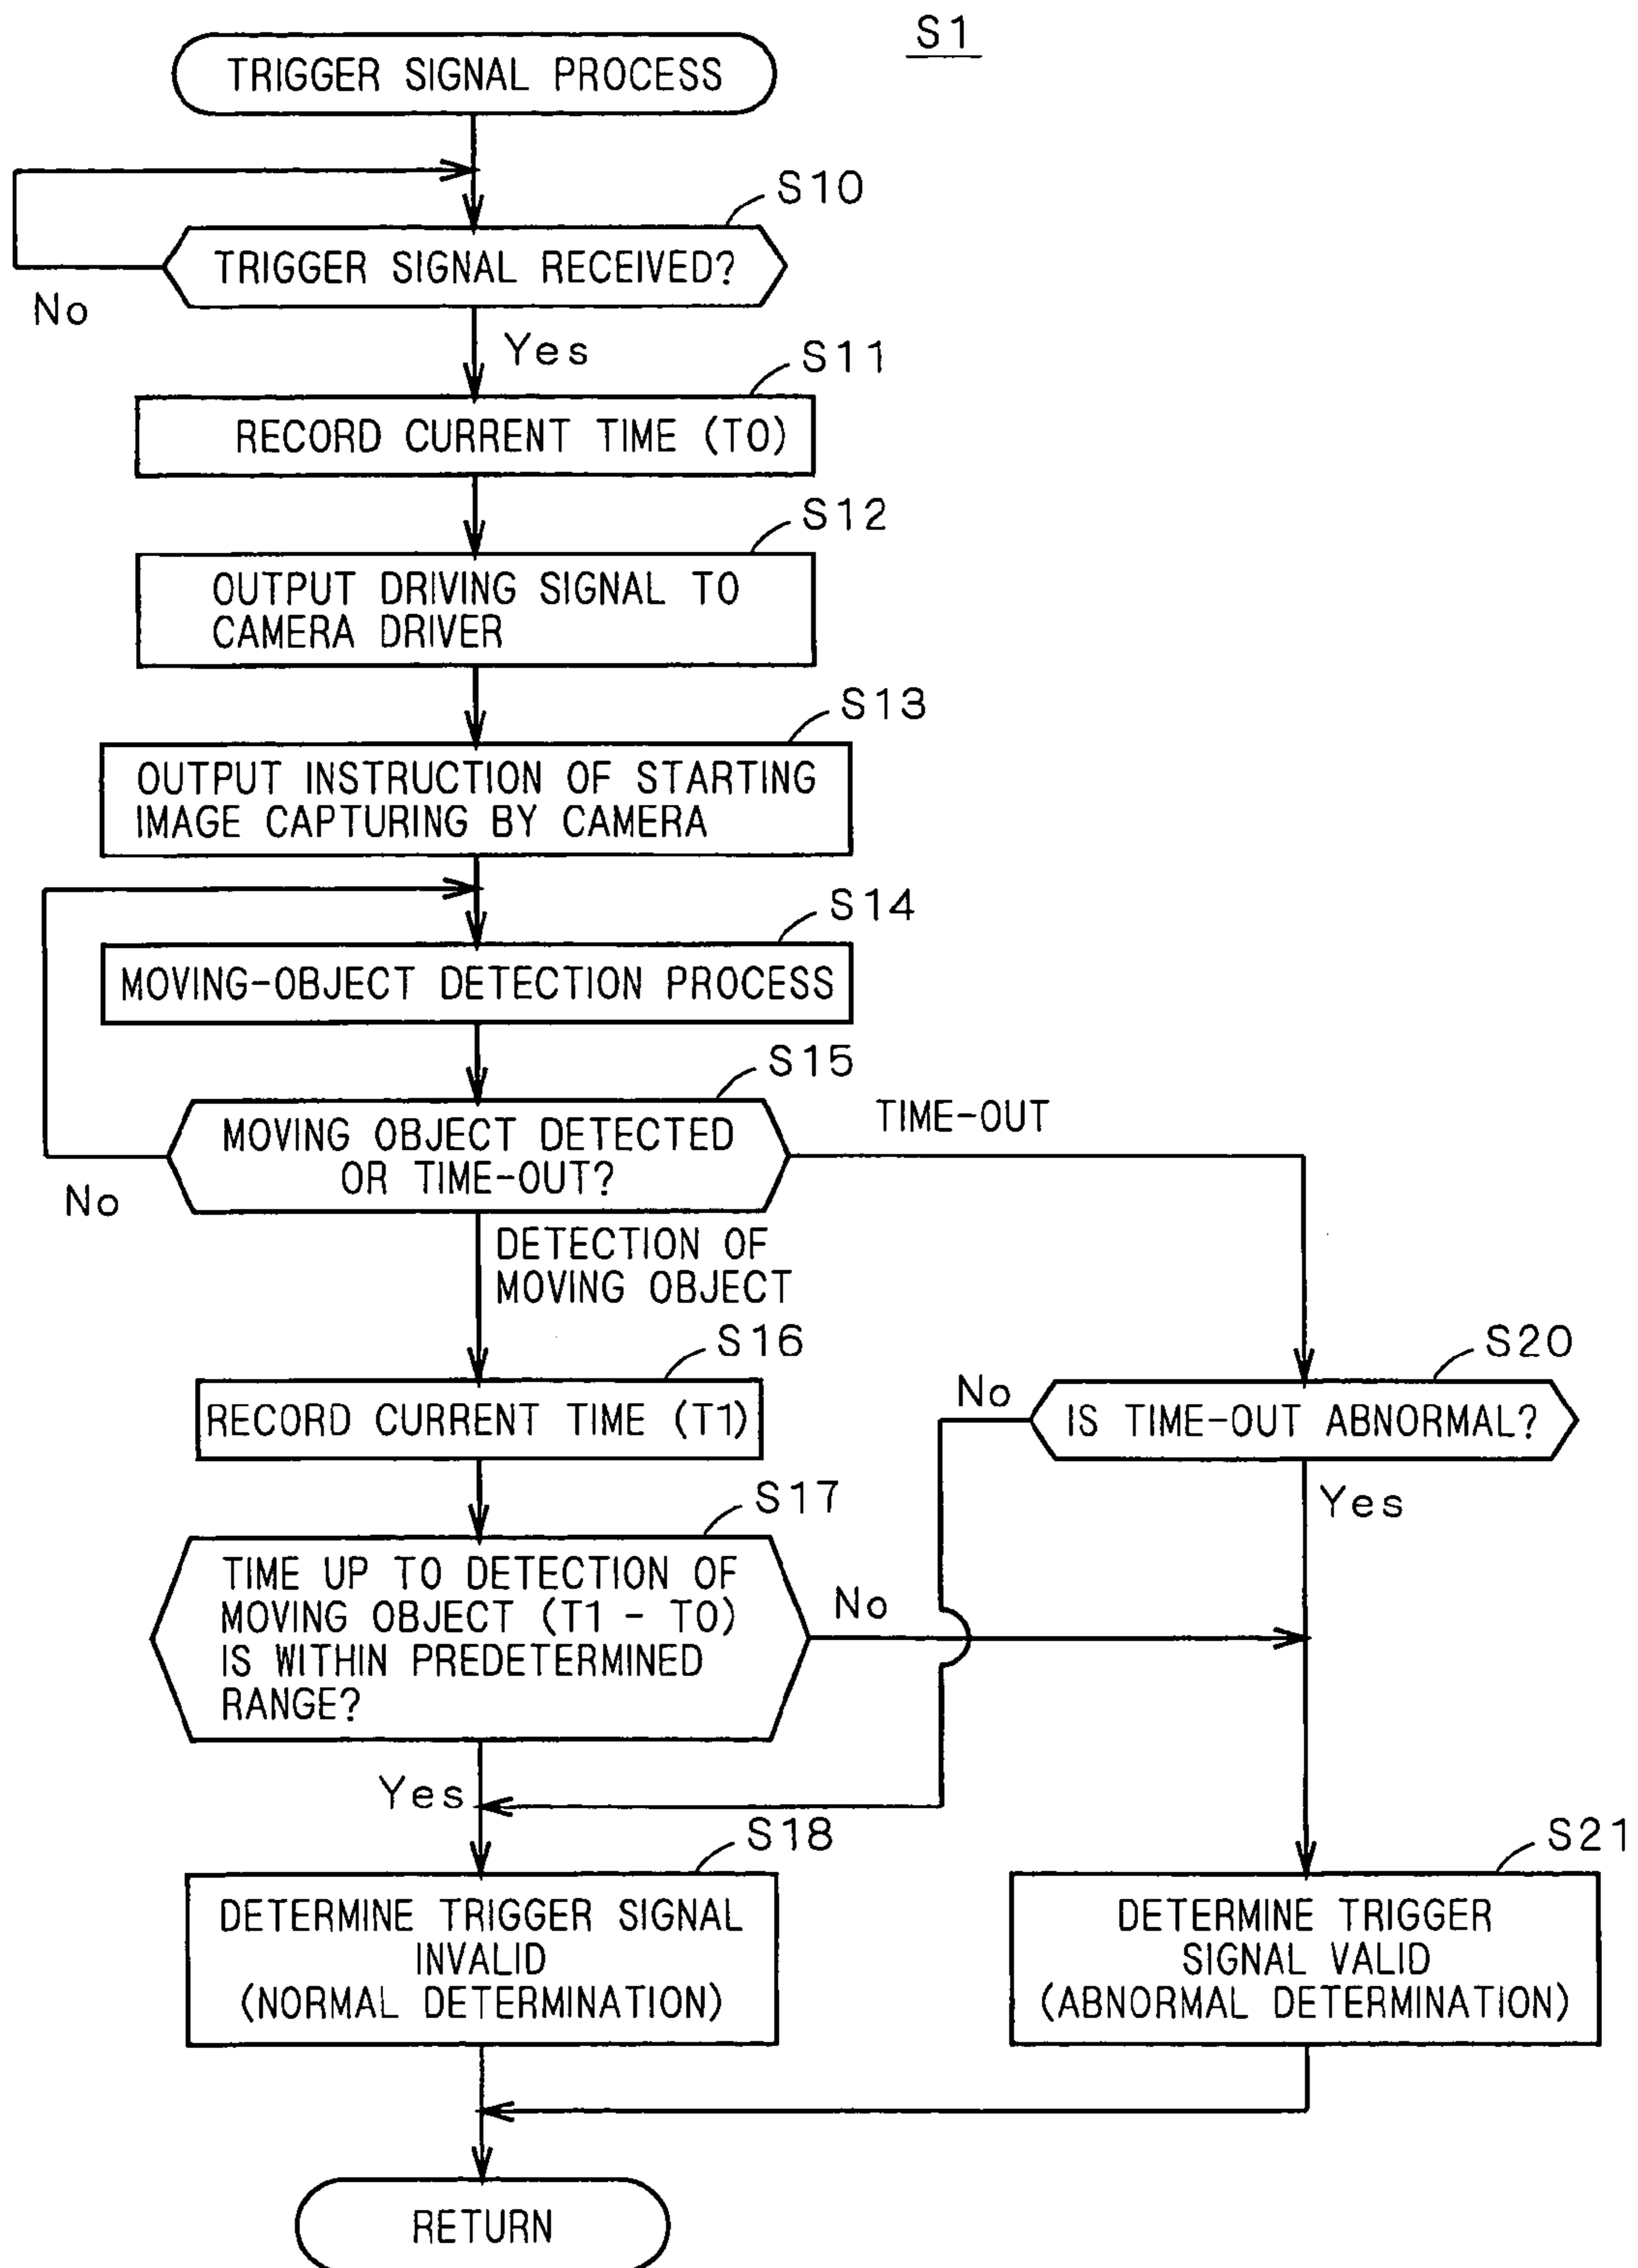 S1
TRIGGER SIGNAL PROCESS
S10
TRIGGER SIGNAL RECEIVED?
No
Yes
S11
RECORD CURRENT TIME (T0)
S12
OUTPUT DRIVING SIGNAL TO
CAMERA DRIVER
S13
OUTPUT INSTRUCTION OF STARTING
IMAGE CAPTURING BY CAMERA
S14
MOVING-OBJECT DETECTION PROCESS
S15
MOVING OBJECT DETECTED
OR TIME-OUT?
TIME-OUT
No
DETECTION OF
MOVING OBJECT
S16
RECORD CURRENT TIME (T1)
S20
No
IS TIME-OUT ABNORMAL?
Yes
S17
TIME UP TO DETECTION OF
MOVING OBJECT (T1 - T0)
IS WITHIN PREDETERMINED
RANGE?
No
Yes
S18
DETERMINE TRIGGER SIGNAL
INVALID
(NORMAL DETERMINATION)
S21
DETERMINE TRIGGER
SIGNAL VALID
(ABNORMAL DETERMINATION)
RETURN